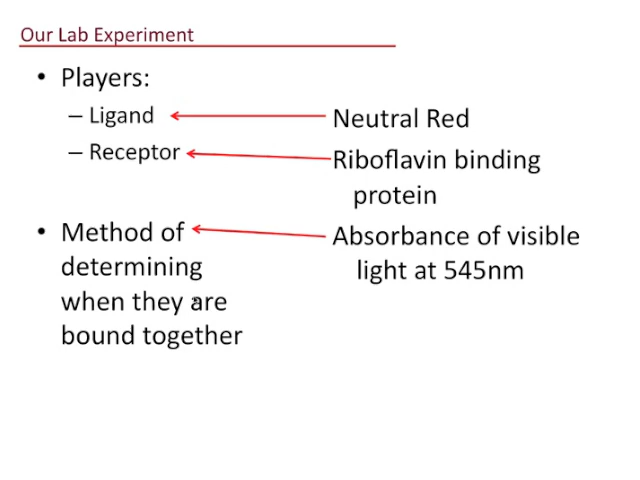 Our Lab Experiment
• Players:
– Ligand
Neutral Red
– Receptor
Riboflavin binding
protein
• Method of
determining
when they are
bound together
Absorbance of visible
light at 545nm